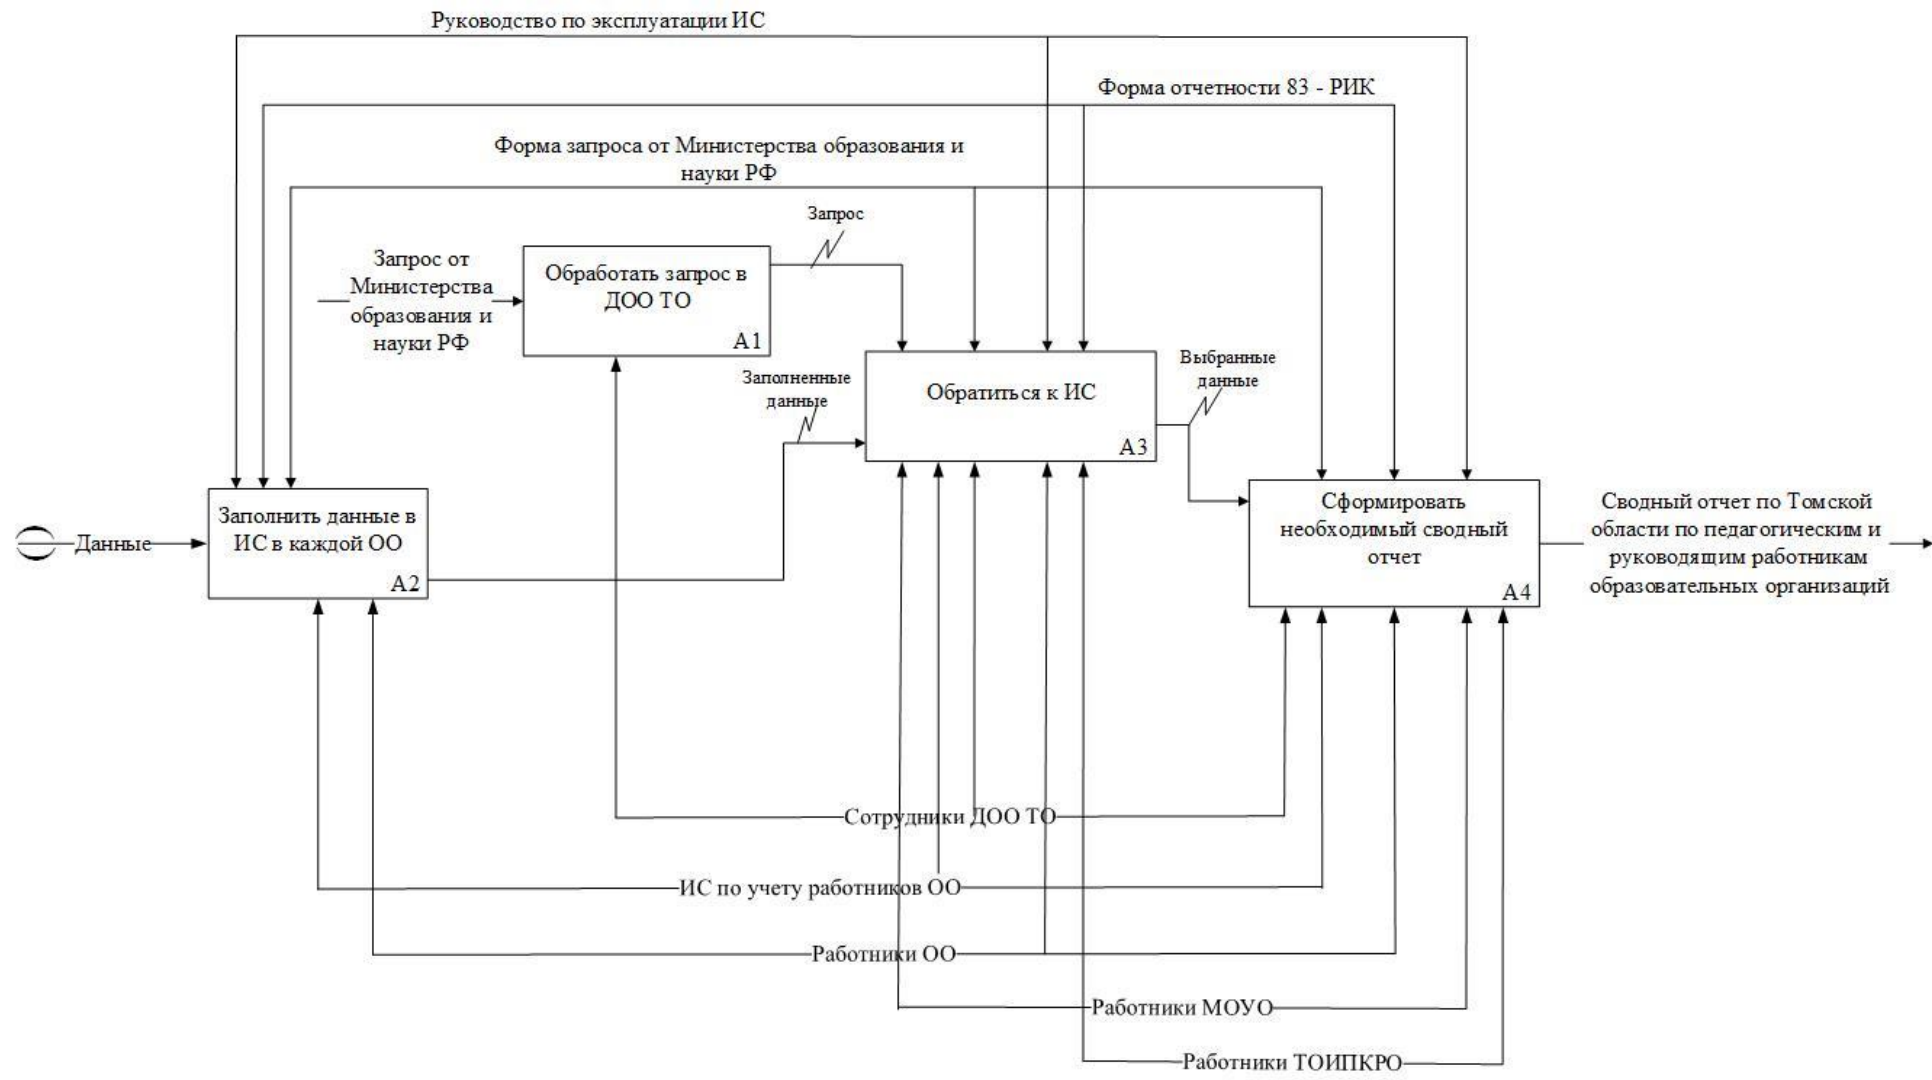 Руководство по эксплуатации ИС
Форма отчетности 83 - РИК
Форма запроса от Министерства образования и
науки РФ
Запрос
Запрос от
Министерства
образования и
науки РФ
Обработать запрос в
ДОО ТО
А1
Заполненные
данные
Обратиться к ИС
А3
Выбранные
данные
Данные
Заполнить данные в
ИС в каждой ОО
А2
Сформировать
необходимый сводный
отчет
А4
Сводный отчет по Томской
области по педагогическим и
руководящим работникам
образовательных организаций
Сотрудники ДОО ТО
ИС по учету работников ОО
Работники ОО
Работники МОУО
Работники ТОИПКРО